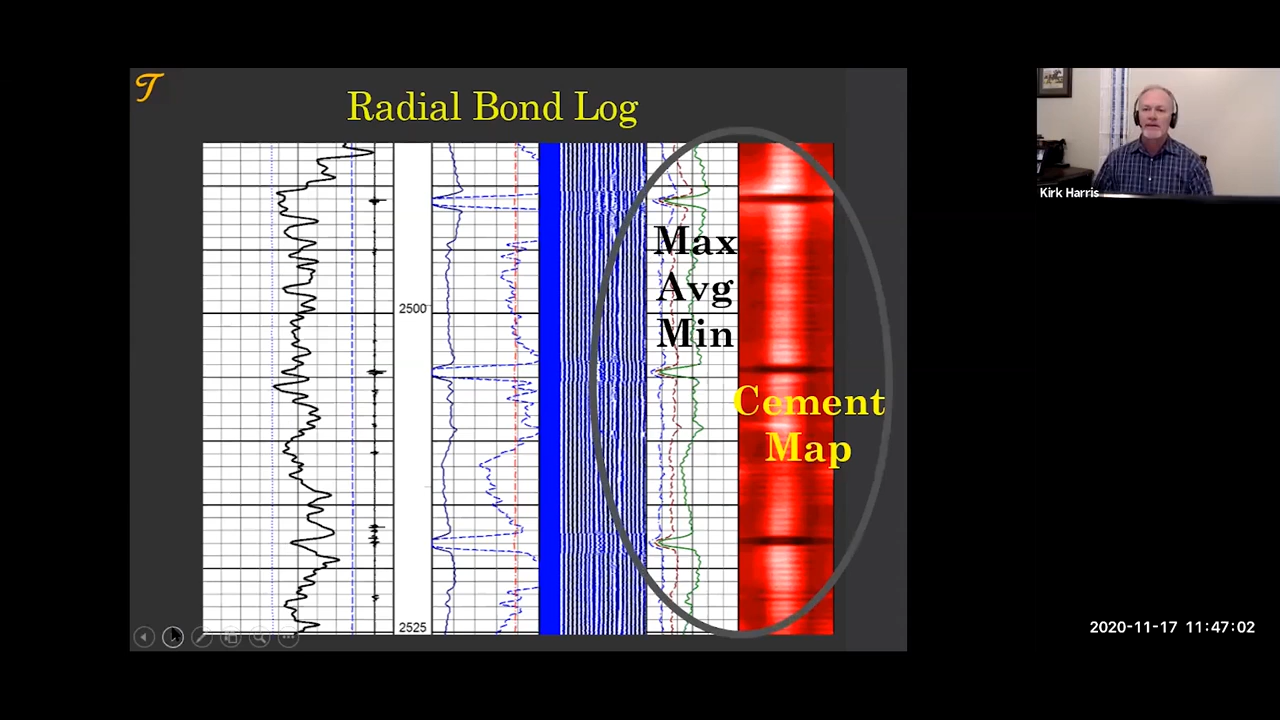 T
Radial Bond Log
2500
2525
Max
Avg
Min
Cement
Map
Kirk Harris
2020-11-17 11:47:02